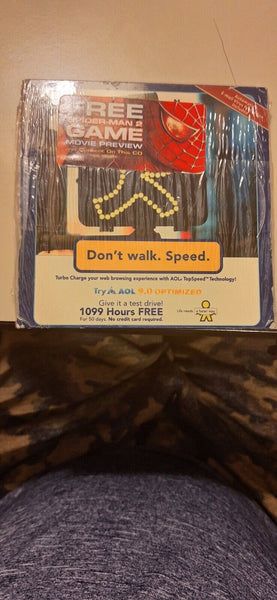 FREE
SPIDER-MAN 2
GAME
MOVIE PREVIEW
Don't walk. Speed.
Turbo Charge your web browsing experience with AOL® TopSpeed™ Technology!
Try AOL 9.0 OPTIMIZED
Give it a test drive!
1099 Hours FREE
For 50 days. No credit card required.
Life needs